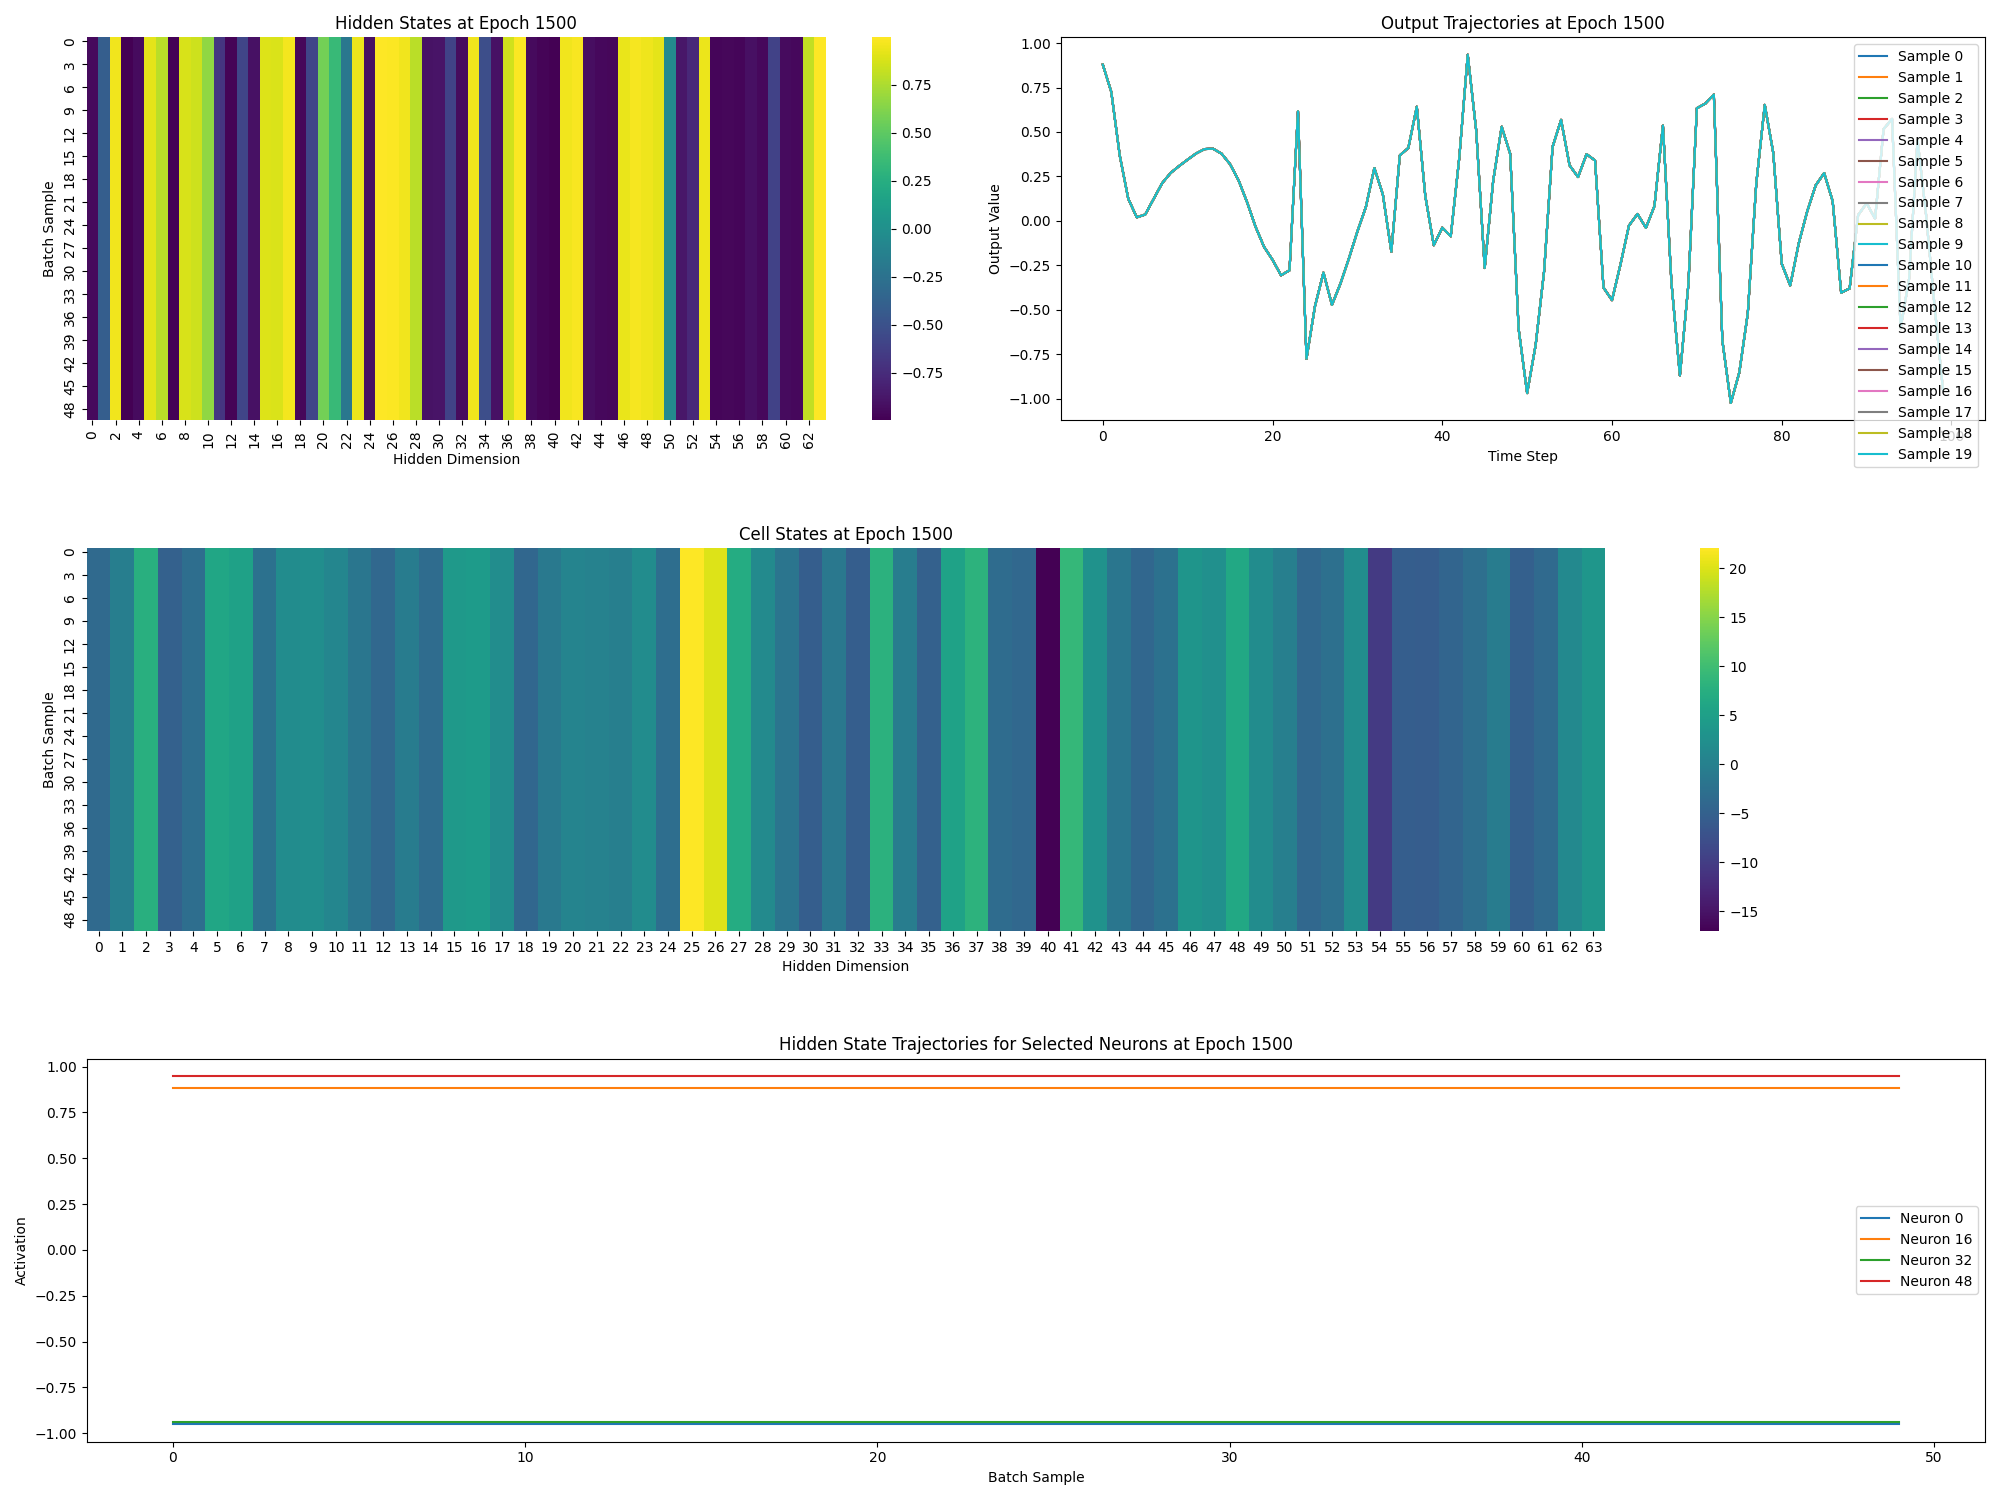 Hidden States at Epoch 1500
Batch Sample
0
3
6
9
12
15
18
21
24
27
30
33
36
39
42
45
48
0 2 4 6 8 10 12 14 16 18 20 22 24 26 28 30 32 34 36 38 40 42 44 46 48 50 52 54 56 58 60 62
Hidden Dimension
0.75
0.50
0.25
0.00
−0.25
−0.50
−0.75
Output Trajectories at Epoch 1500
Output Value
1.00
0.75
0.50
0.25
0.00
−0.25
−0.50
−0.75
−1.00
0 20 40 60 80 100
Time Step
Sample 0
Sample 1
Sample 2
Sample 3
Sample 4
Sample 5
Sample 6
Sample 7
Sample 8
Sample 9
Sample 10
Sample 11
Sample 12
Sample 13
Sample 14
Sample 15
Sample 16
Sample 17
Sample 18
Sample 19
Cell States at Epoch 1500
Batch Sample
0
3
6
9
12
15
18
21
24
27
30
33
36
39
42
45
48
0 1 2 3 4 5 6 7 8 9 10 11 12 13 14 15 16 17 18 19 20 21 22 23 24 25 26 27 28 29 30 31 32 33 34 35 36 37 38 39 40 41 42 43 44 45 46 47 48 49 50 51 52 53 54 55 56 57 58 59 60 61 62 63
Hidden Dimension
20
15
10
5
0
−5
−10
−15
Hidden State Trajectories for Selected Neurons at Epoch 1500
Activation
1.00
0.75
0.50
0.25
0.00
−0.25
−0.50
−0.75
−1.00
0 10 20 30 40 50
Batch Sample
Neuron 0
Neuron 16
Neuron 32
Neuron 48